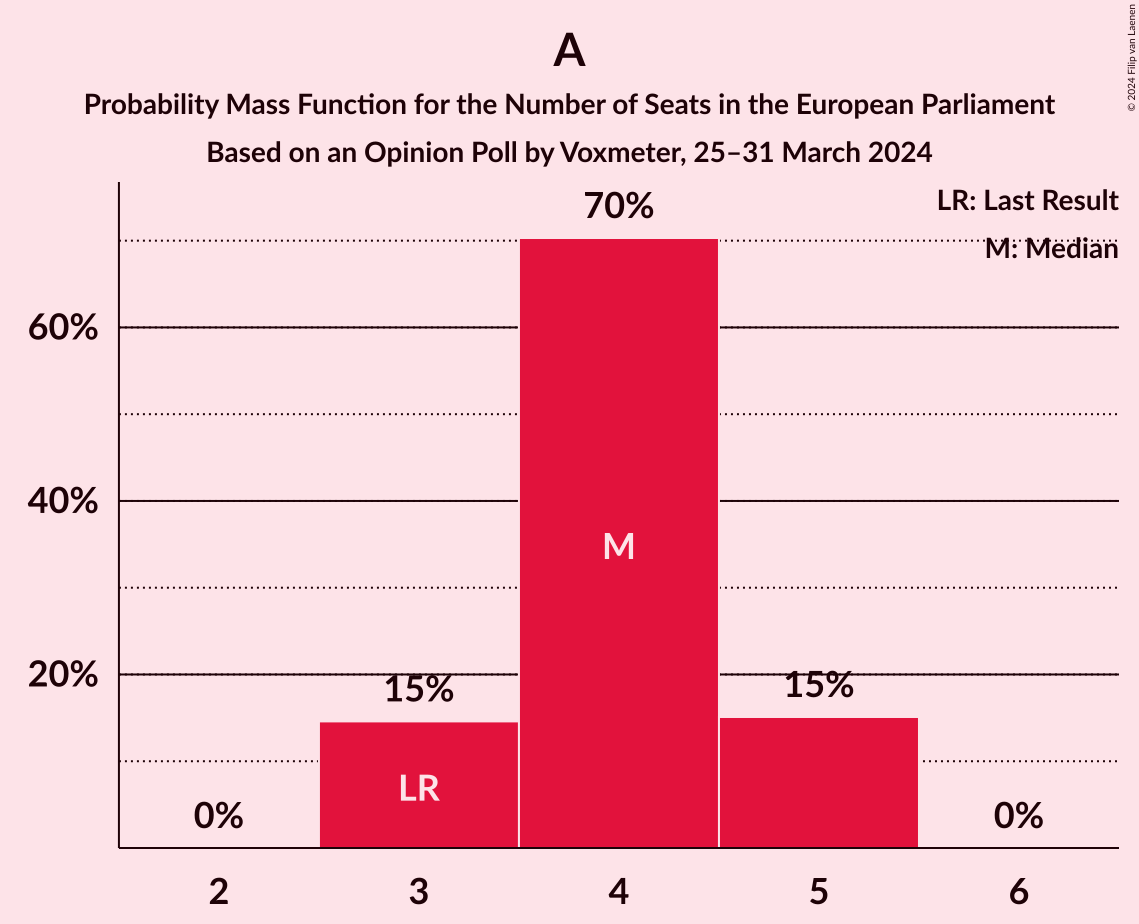 A
Probability Mass Function for the Number of Seats in the European Parliament
Based on an Opinion Poll by Voxmeter, 25–31 March 2024
© 2024 Filip van Laenen
LR: Last Result
M: Median
70%
60%
40%
20%
M
15%
15%
LR
0%
0%
2
3
4
5
6